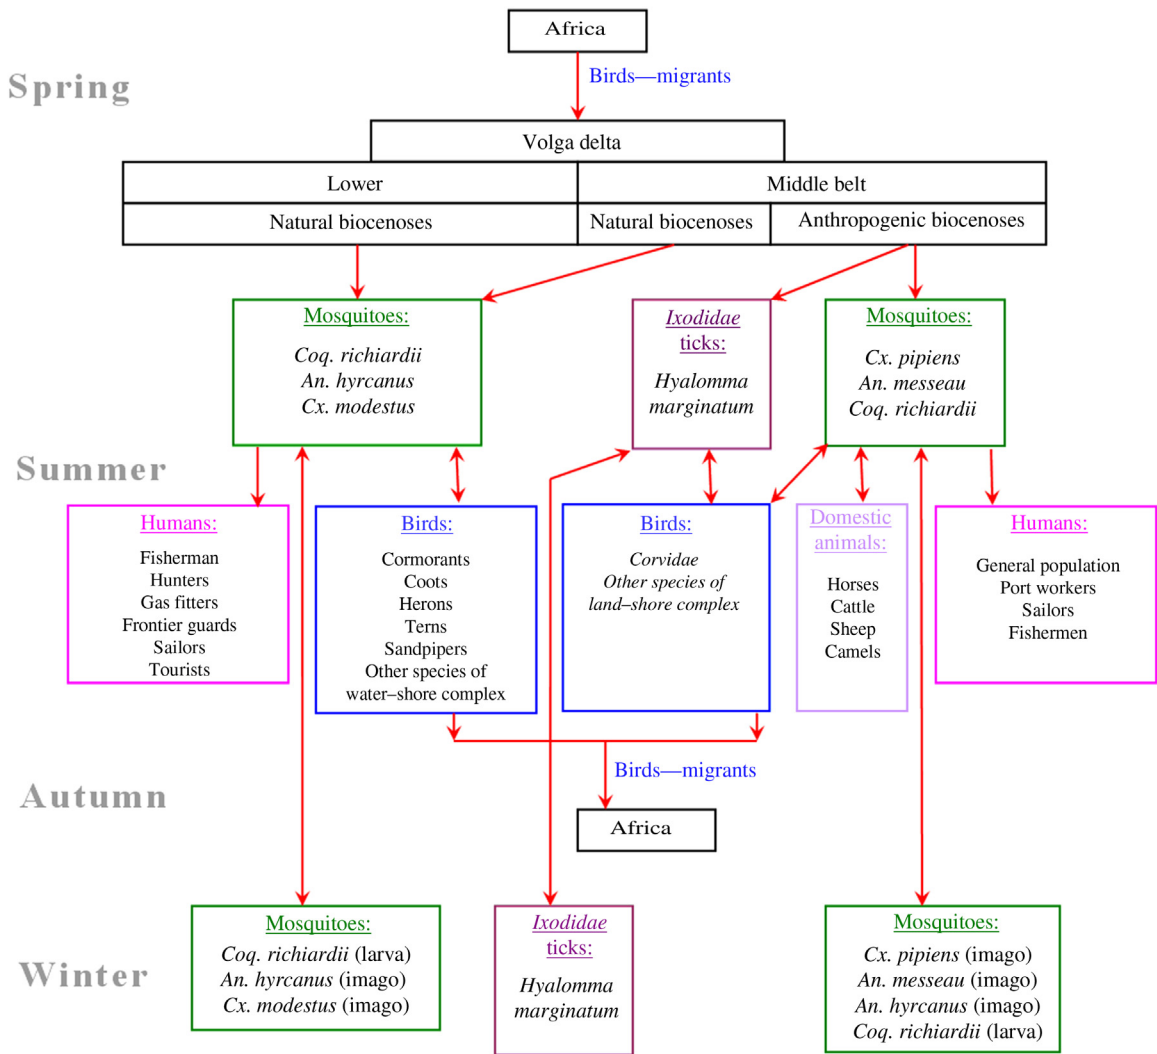 Africa
Birds—migrants
Spring
Volga delta
Lower
Middle belt
Natural biocenoses
Natural biocenoses
Anthropogenic biocenoses
Mosquitoes:
Coq. richiardii
An. hyrcanus
Cx. modestus
Ixodidae
ticks:
Hyalomma
marginatum
Mosquitoes:
Cx. pipiens
An. messeau
Coq. richiardii
Summer
Humans:
Fisherman
Hunters
Gas fitters
Frontier guards
Sailors
Tourists
Birds:
Cormorants
Coots
Herons
Terns
Sandpipers
Other species of
water–shore complex
Birds:
Corvidae
Other species of
land–shore complex
Domestic
animals:
Horses
Cattle
Sheep
Camels
Humans:
General population
Port workers
Sailors
Fishermen
Birds—migrants
Autumn
Africa
Winter
Mosquitoes:
Coq. richiardii (larva)
An. hyrcanus (imago)
Cx. modestus (imago)
Ixodidae
ticks:
Hyalomma
marginatum
Mosquitoes:
Cx. pipiens (imago)
An. messeau (imago)
An. hyrcanus (imago)
Coq. richiardii (larva)